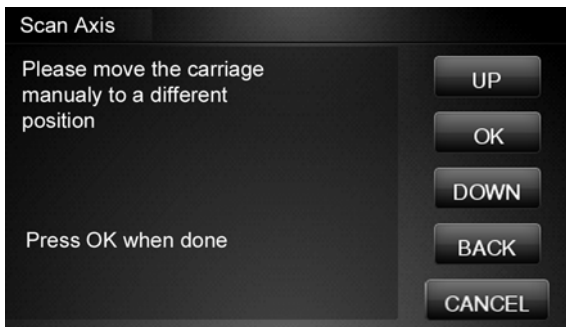 Scan Axis
Please move the carriage
manualy to a different
position
Press OK when done
UP
OK
DOWN
BACK
CANCEL